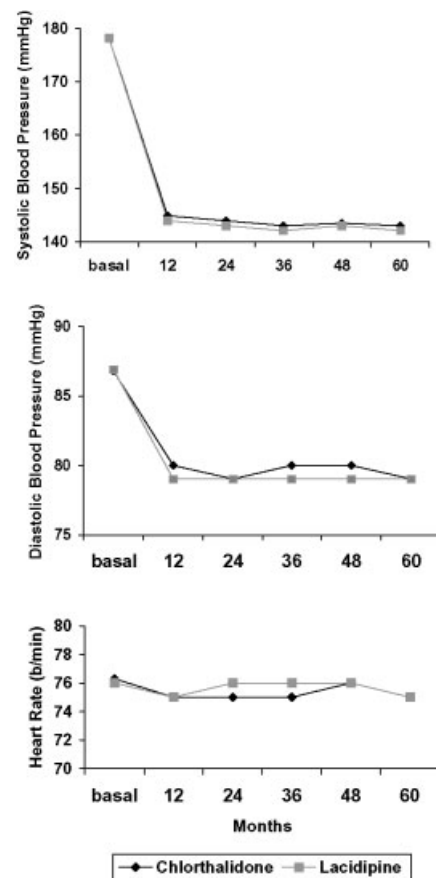 Systolic Blood Pressure (mmHg)
180
170
160
150
140
basal 12 24 36 48 60
Diastolic Blood Pressure (mmHg)
90
85
80
75
basal 12 24 36 48 60
Heart Rate (b/min)
80
78
76
74
72
70
basal 12 24 36 48 60
Months
Chlorthalidone Lacidipine